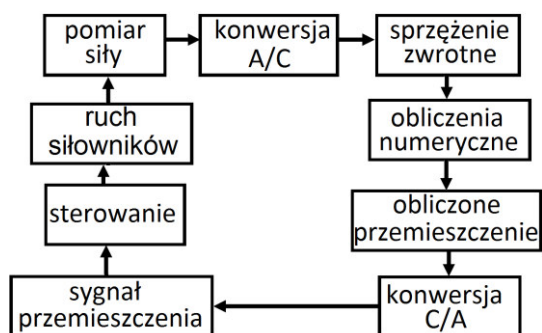 pomiar
siły
konwersja
A/C
sprzężenie
zwrotne
obliczenia
numeryczne
obliczone
przemieszczenie
konwersja
C/A
sygnał
przemieszczenia
sterowanie
ruch
siłowników